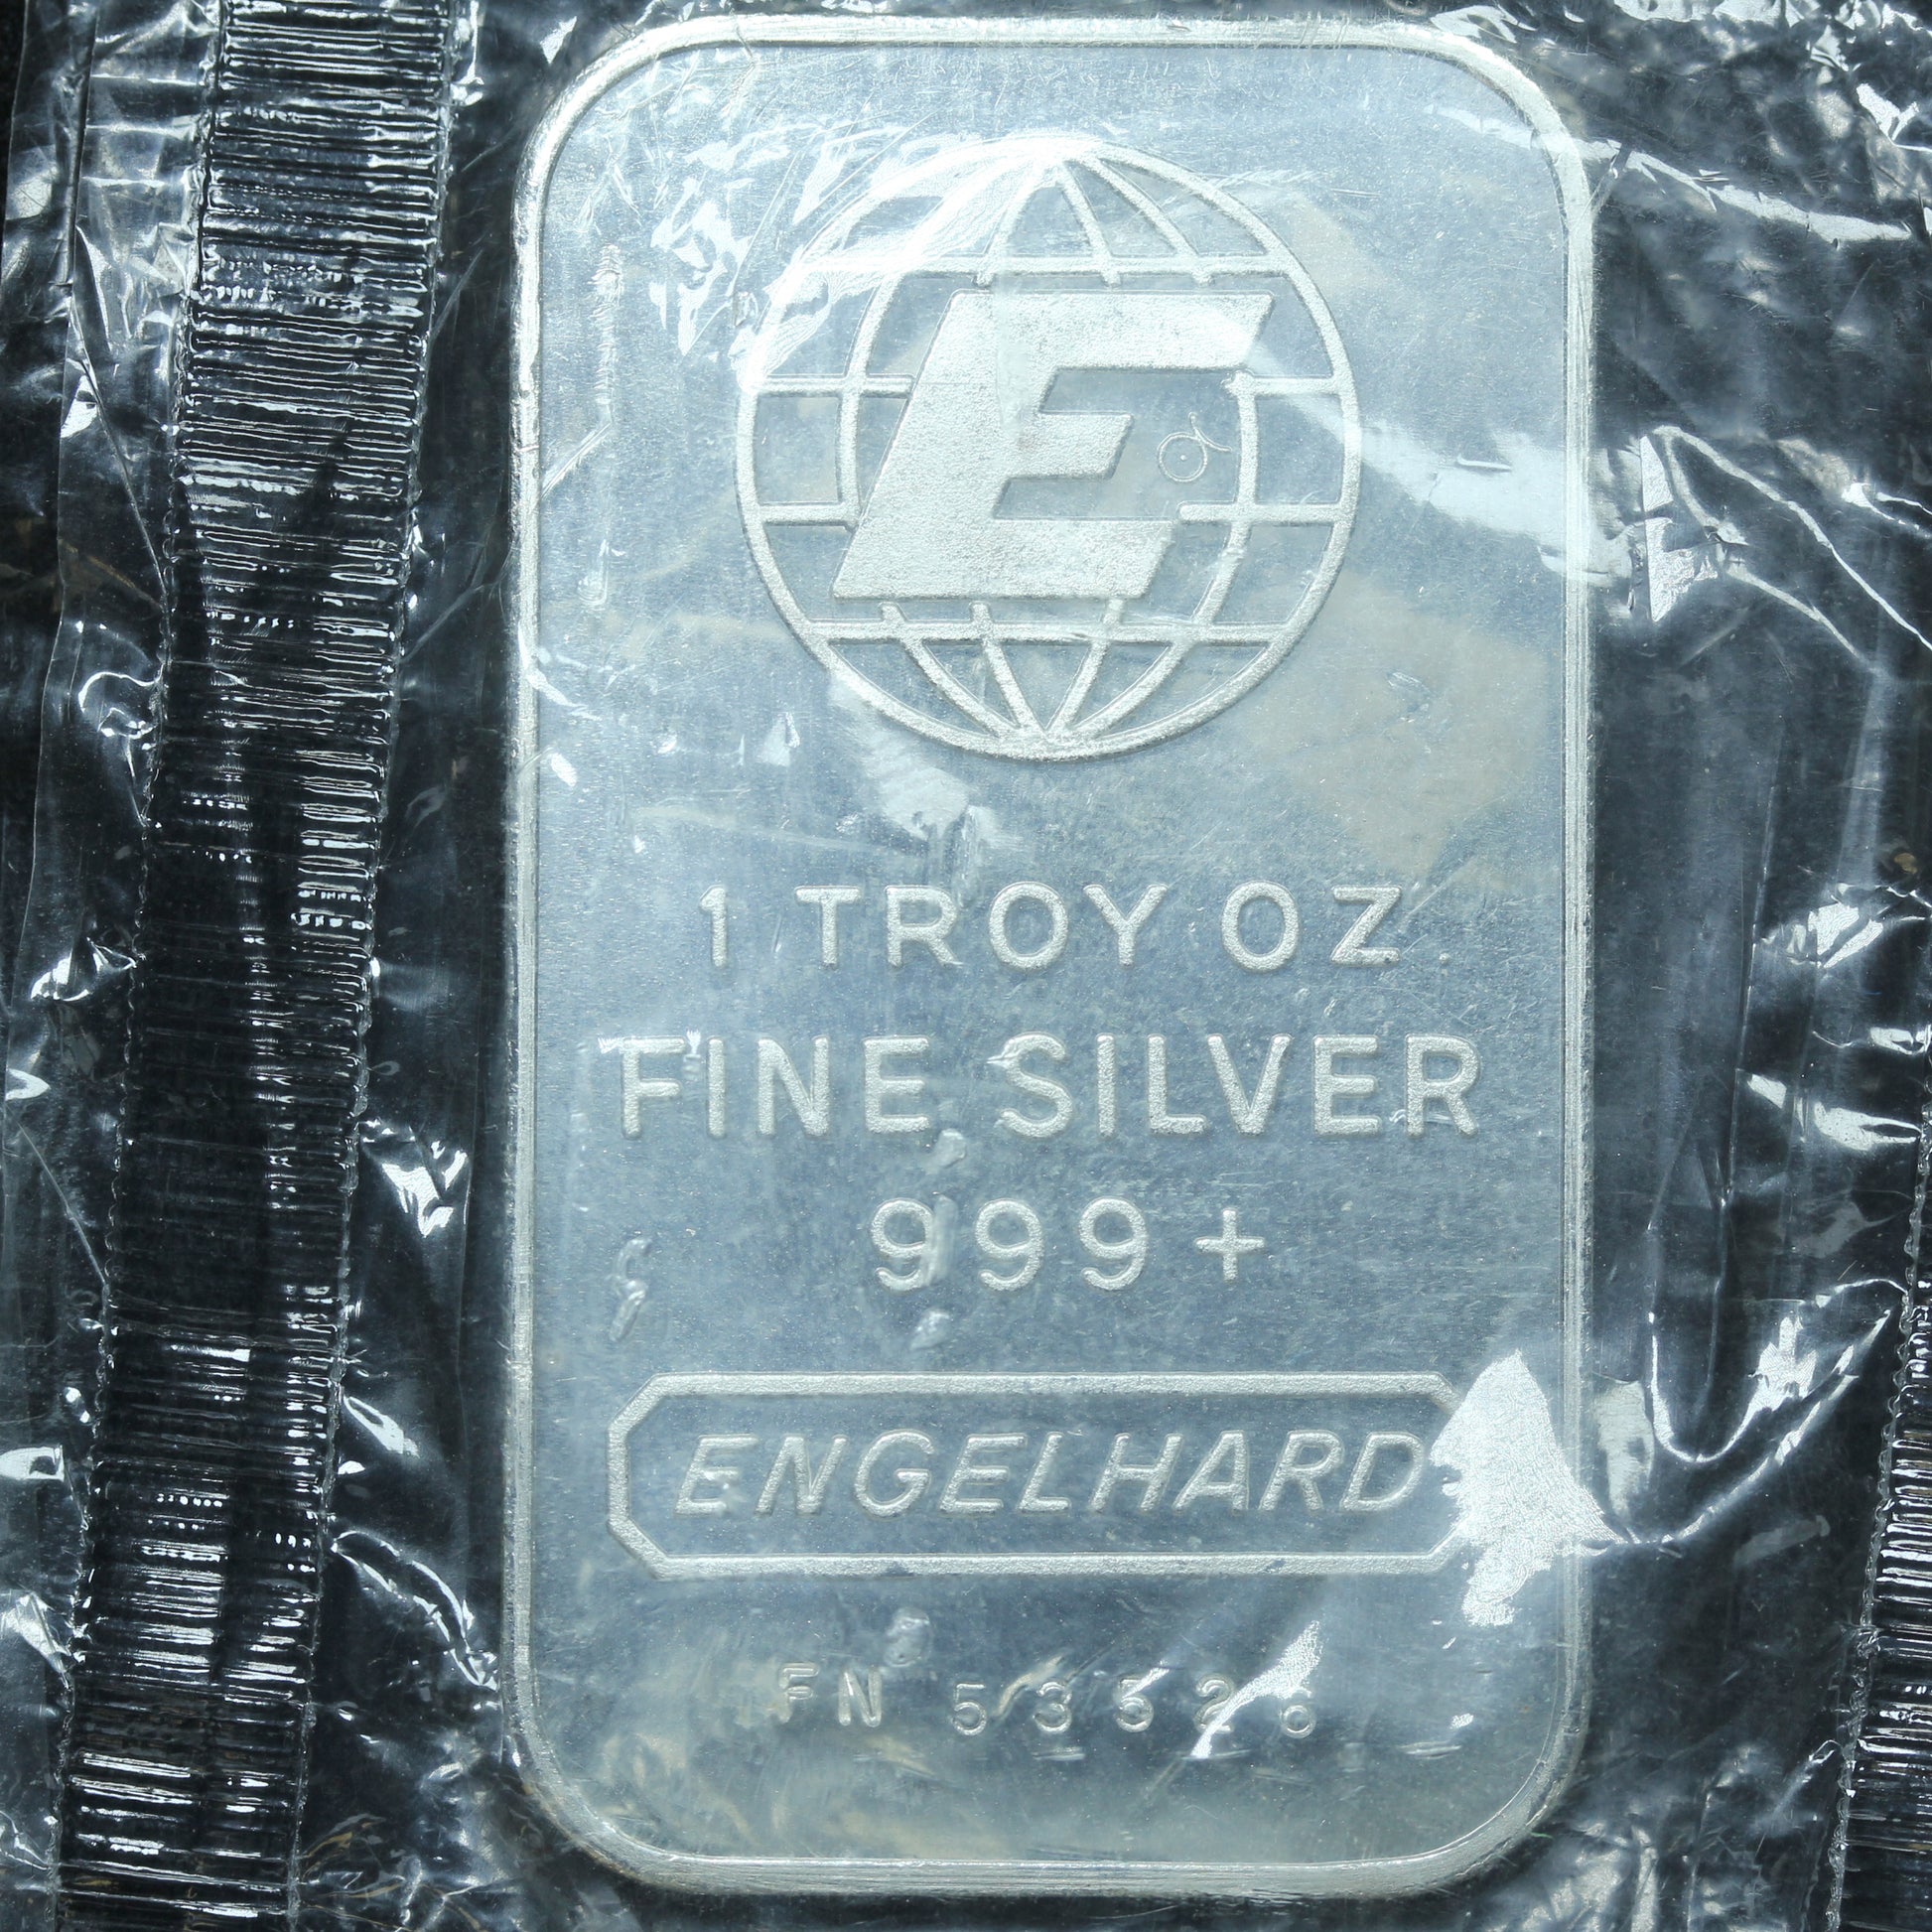 E
1 TROY OZ
FINE SILVER
999+
ENGELHARD
FN 53526